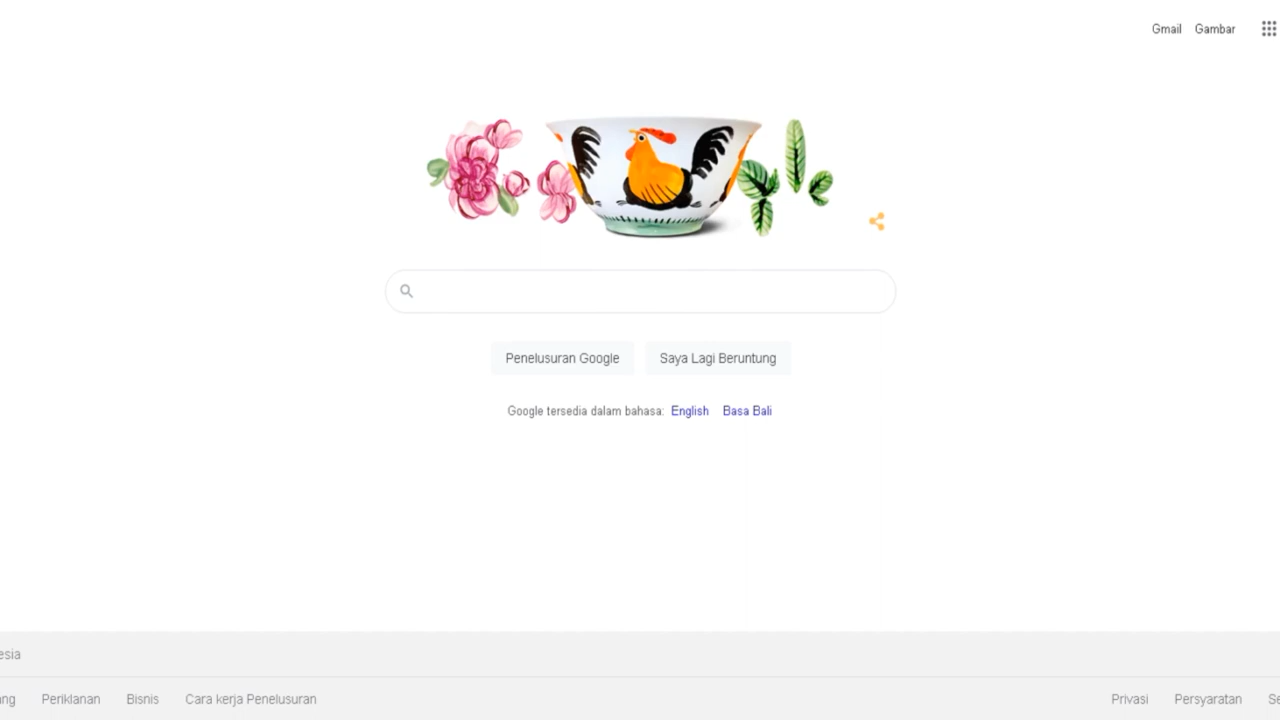 Gmail Gambar
Penelusuran Google Saya Lagi Beruntung
Google tersedia dalam bahasa: English Basa Bali
esia
ng Periklanan Bisnis Cara kerja Penelusuran Privasi Persyaratan Se